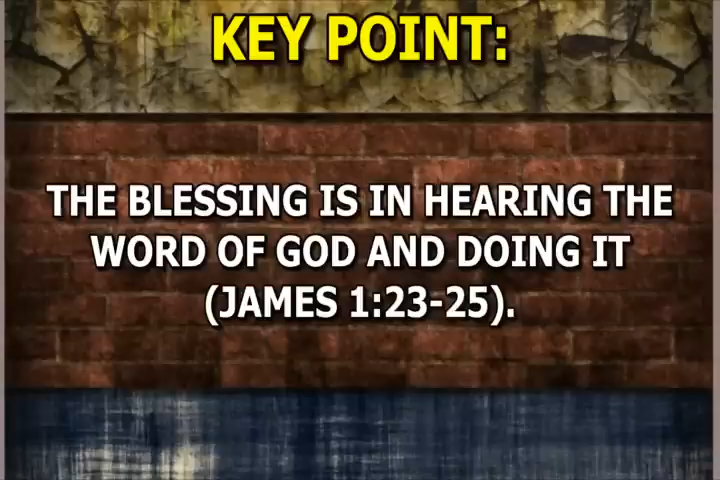 KEY POINT:
THE BLESSING IS IN HEARING THE
WORD OF GOD AND DOING IT
(JAMES 1:23-25).